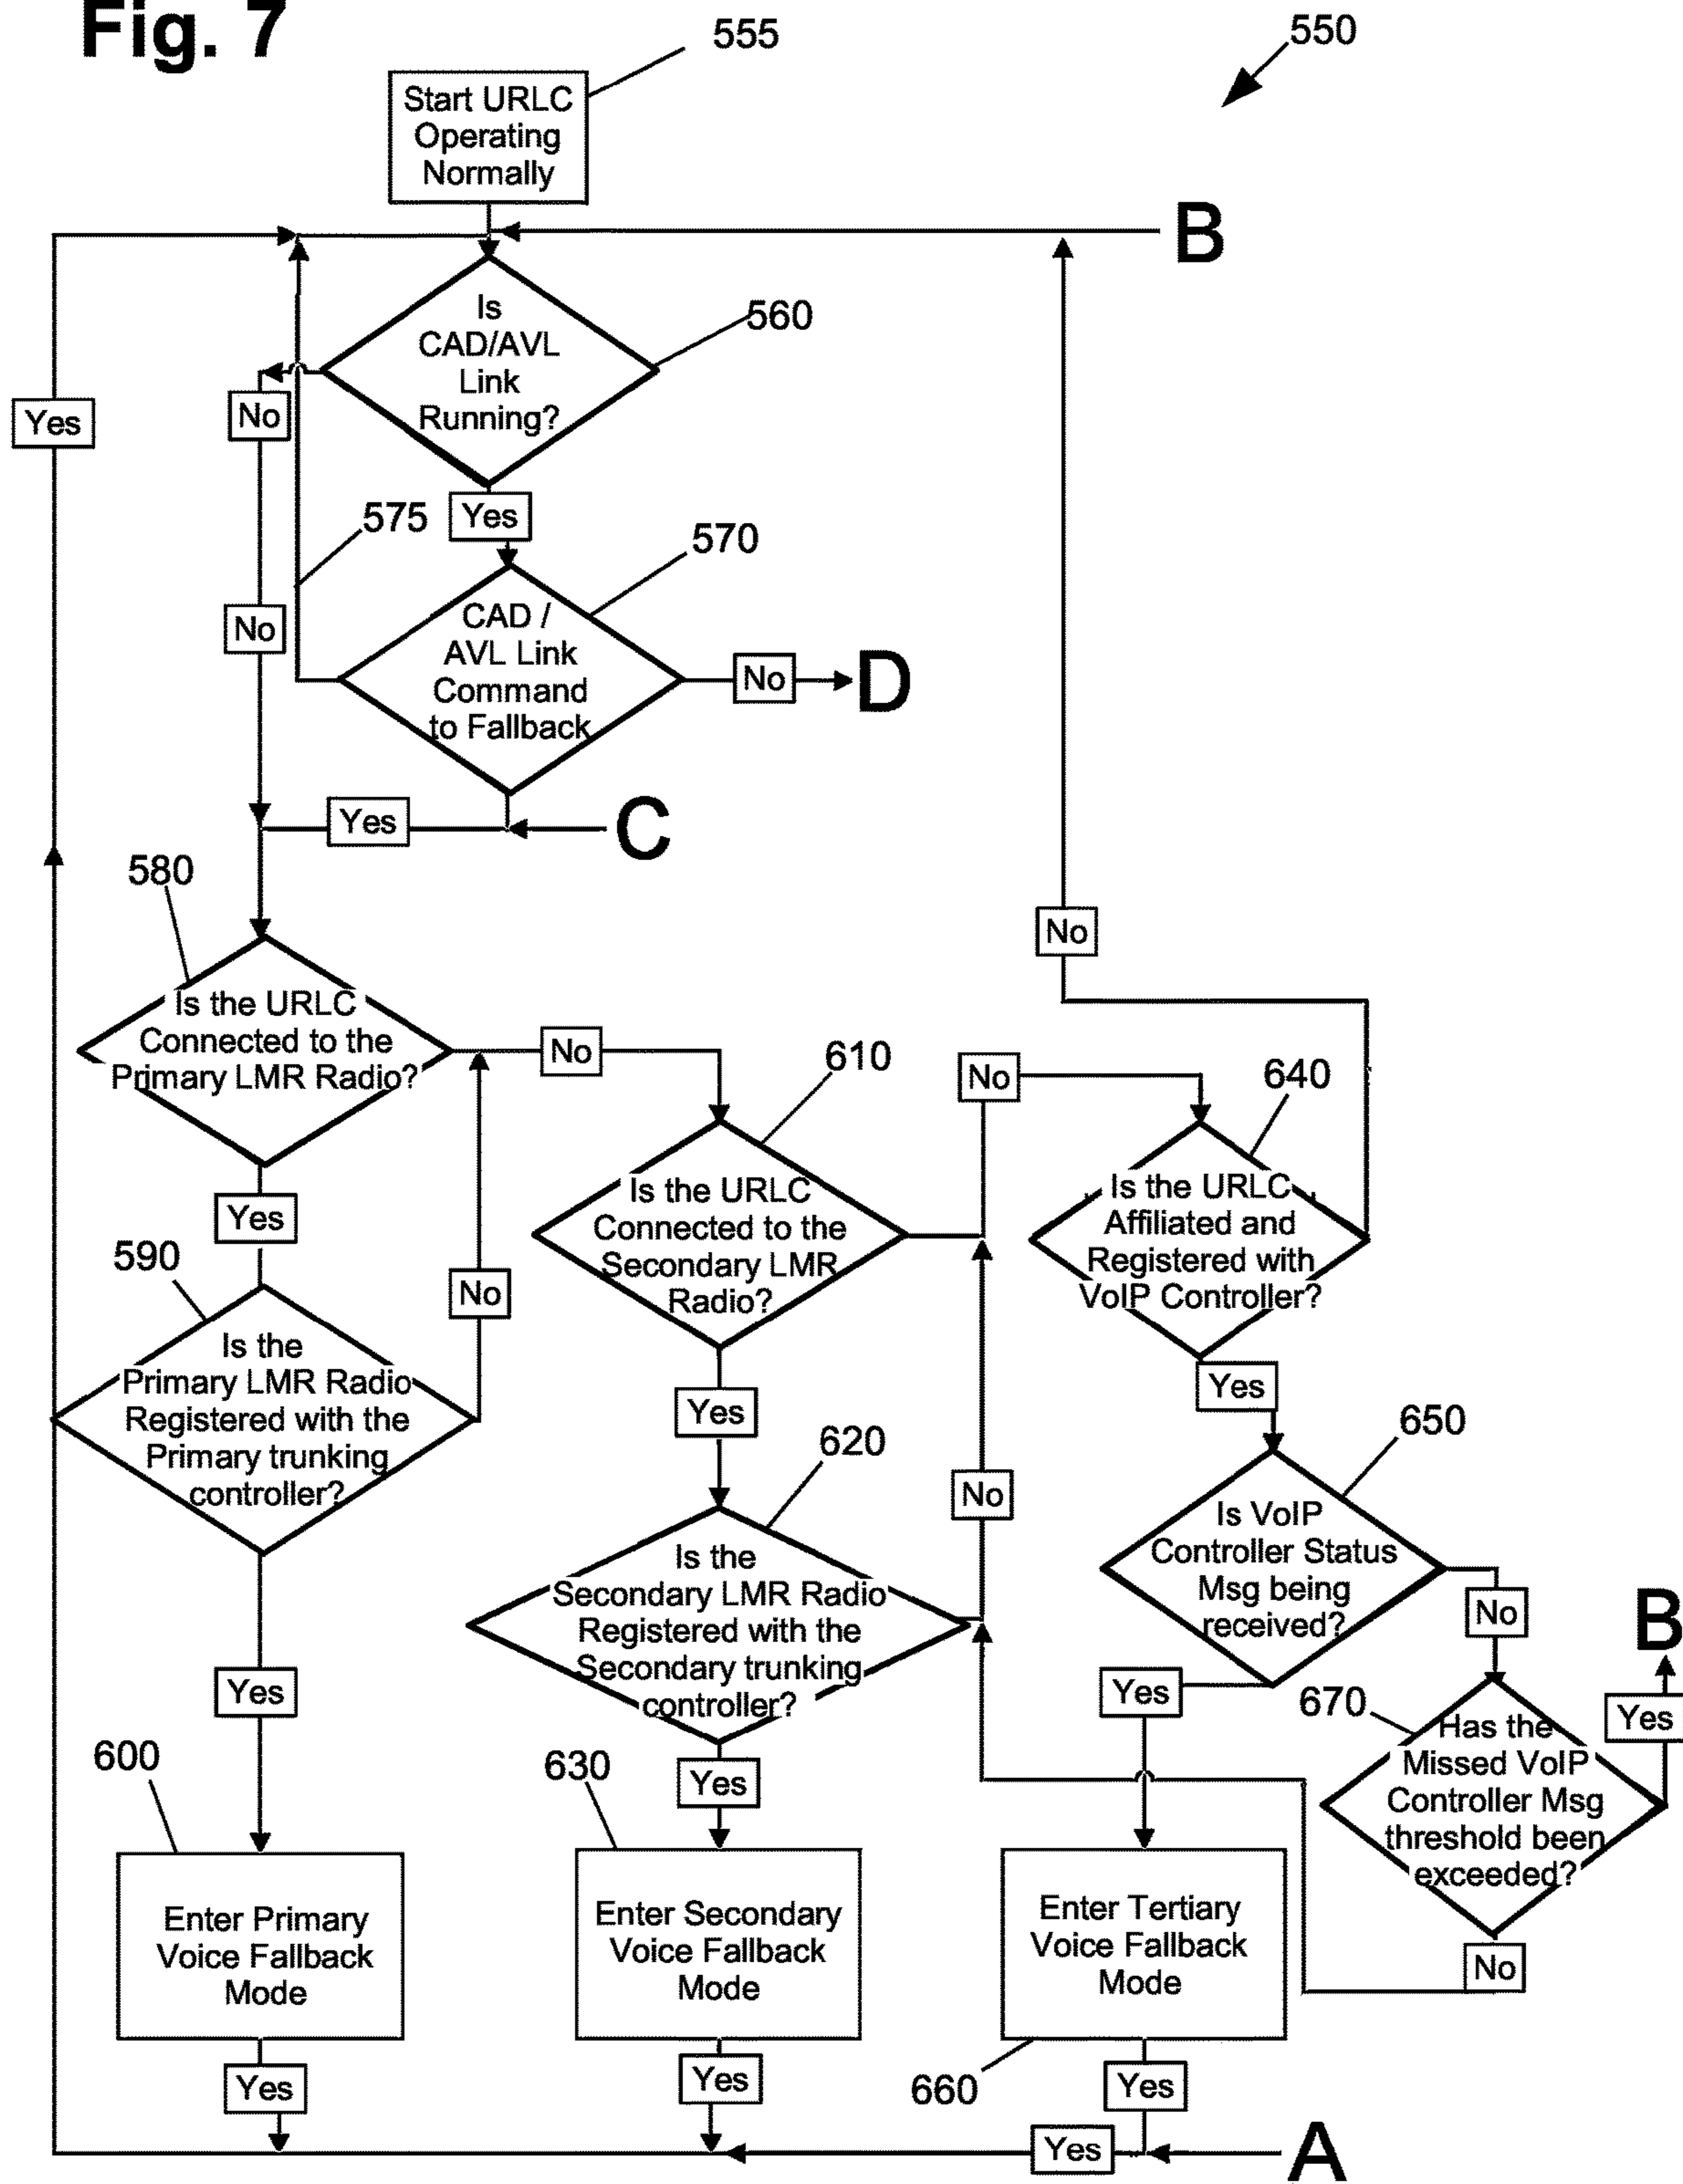 Fig. 7
555
550
Start URLC
Operating
Normally
B
Is
CAD/AVL
Link
Running?
560
Yes
No
Yes
575
570
CAD /
AVL Link
Command
to Fallback
No
No
D
Yes
C
580
No
Is the URLC
Connected to the
Primary LMR Radio?
No
610
No
640
Yes
Is the URLC
Connected to the
Secondary LMR
Radio?
Is the URLC
Affiliated and
Registered with
VoIP Controller?
590
No
Is the
Primary LMR Radio
Registered with the
Primary trunking
controller?
Yes
Yes
620
650
No
Is the
Secondary LMR Radio
Registered with the
Secondary trunking
controller?
Is VoIP
Controller Status
Msg being
received?
No
B
Yes
Yes
670
Yes
Has the
Missed VoIP
Controller Msg
threshold been
exceeded?
600
630
Yes
Enter Primary
Voice Fallback
Mode
Enter Secondary
Voice Fallback
Mode
Enter Tertiary
Voice Fallback
Mode
No
Yes
Yes
660
Yes
Yes
A